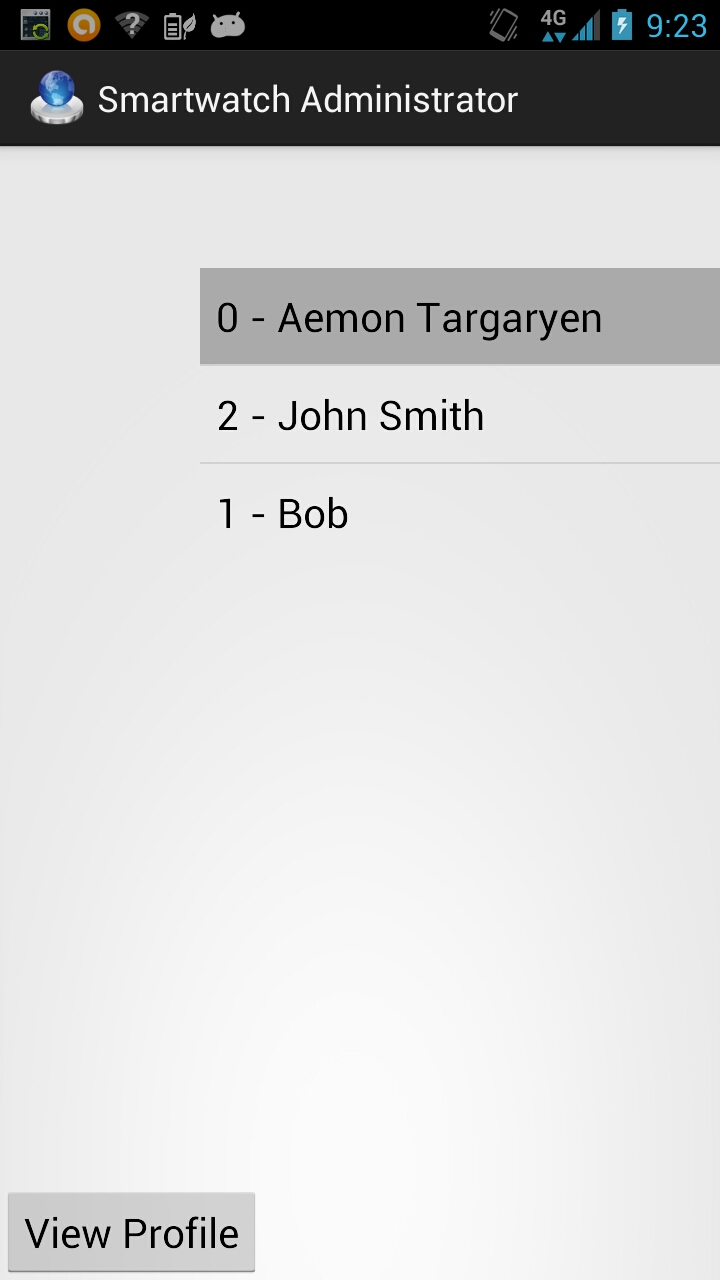 4G 9:23
Smartwatch Administrator
0 - Aemon Targaryen
2 - John Smith
1 - Bob
View Profile